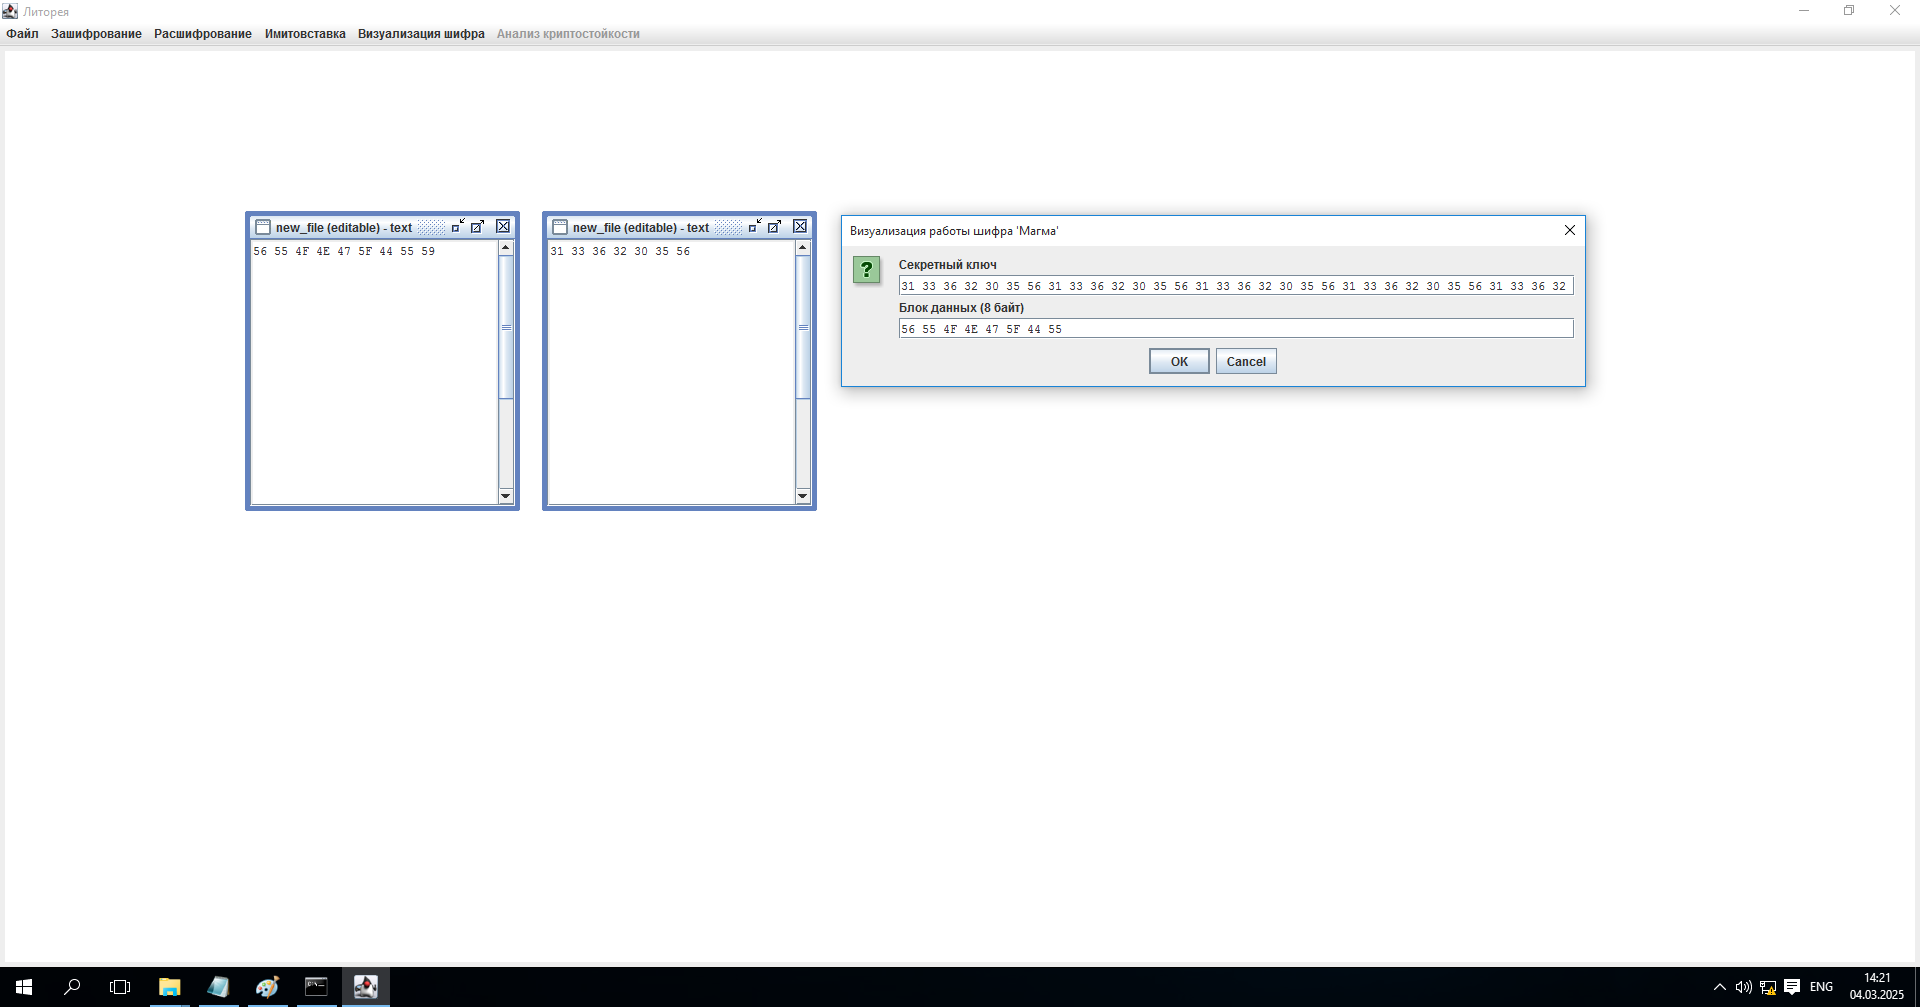 Литорея
Файл Зашифрование Расшифрование Имитовставка Визуализация шифра Анализ криптостойкости
new_file (editable) - text
56 55 4F 4E 47 5F 44 55 59
new_file (editable) - text
31 33 36 32 30 35 56
Визуализация работы шифра 'Магма'
?
Секретный ключ
31 33 36 32 30 35 56 31 33 36 32 30 35 56 31 33 36 32 30 35 56 31 33 36 32 30 35 56 31 33 36 32
Блок данных (8 байт)
56 55 4F 4E 47 5F 44 55
OK Cancel
ENG
14:21
04.03.2025